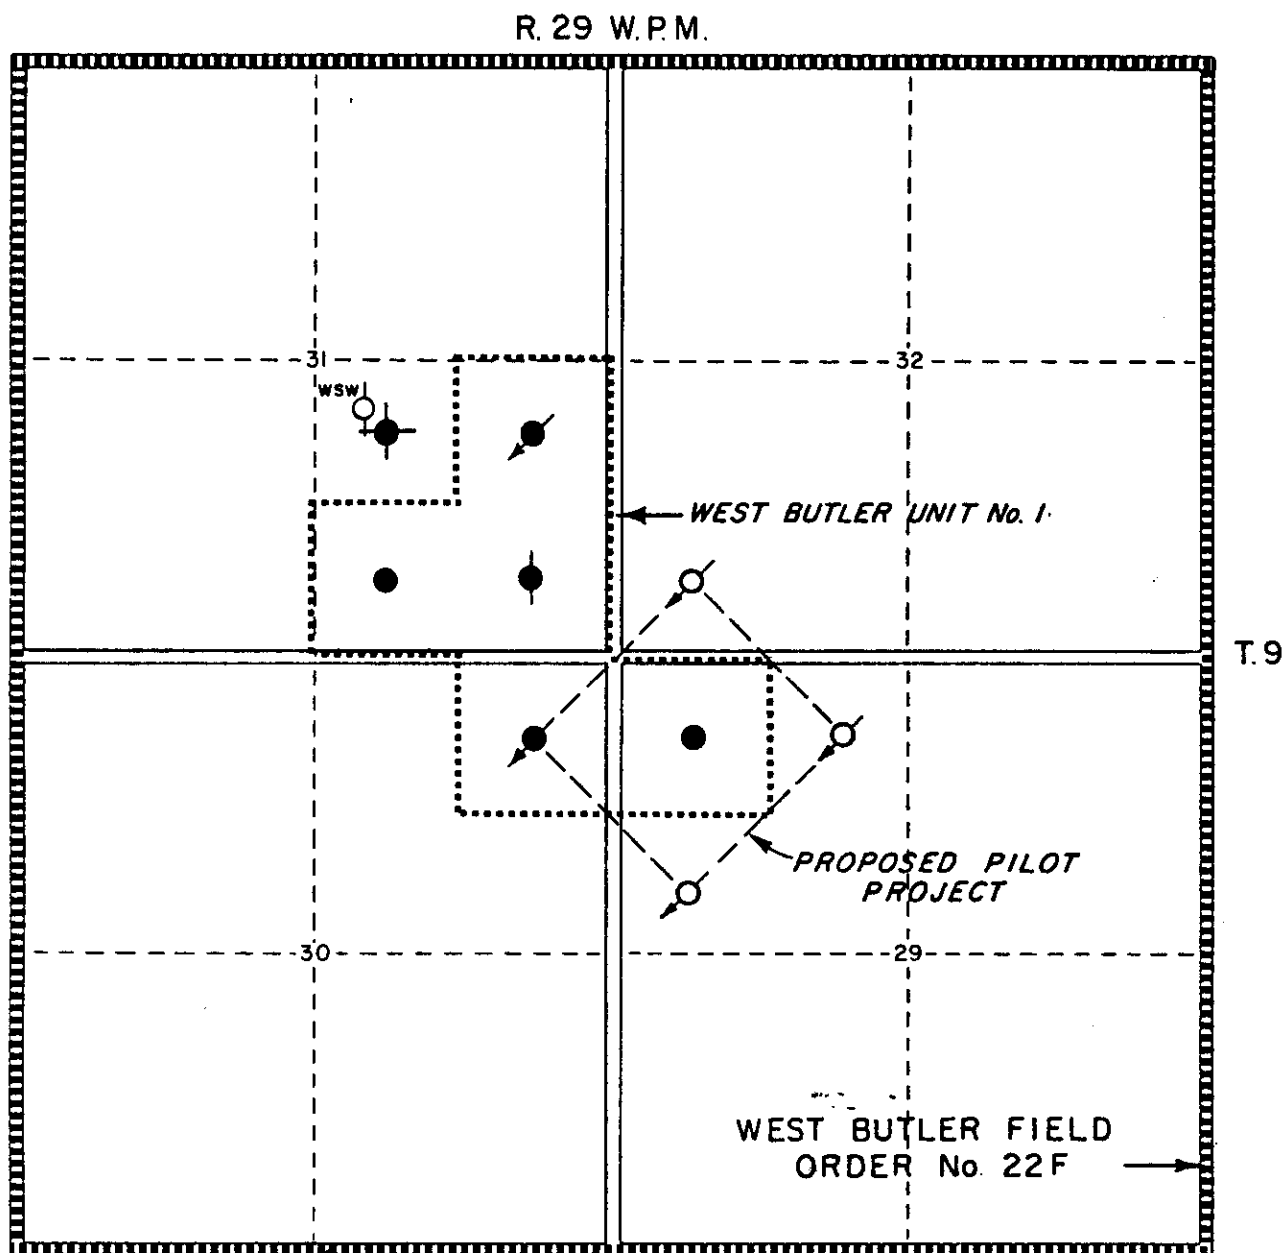 R. 29 W.P.M.
31
32
WSW
WEST BUTLER UNIT No. 1
T. 9
PROPOSED PILOT
PROJECT
30
29
WEST BUTLER FIELD
ORDER No. 22F